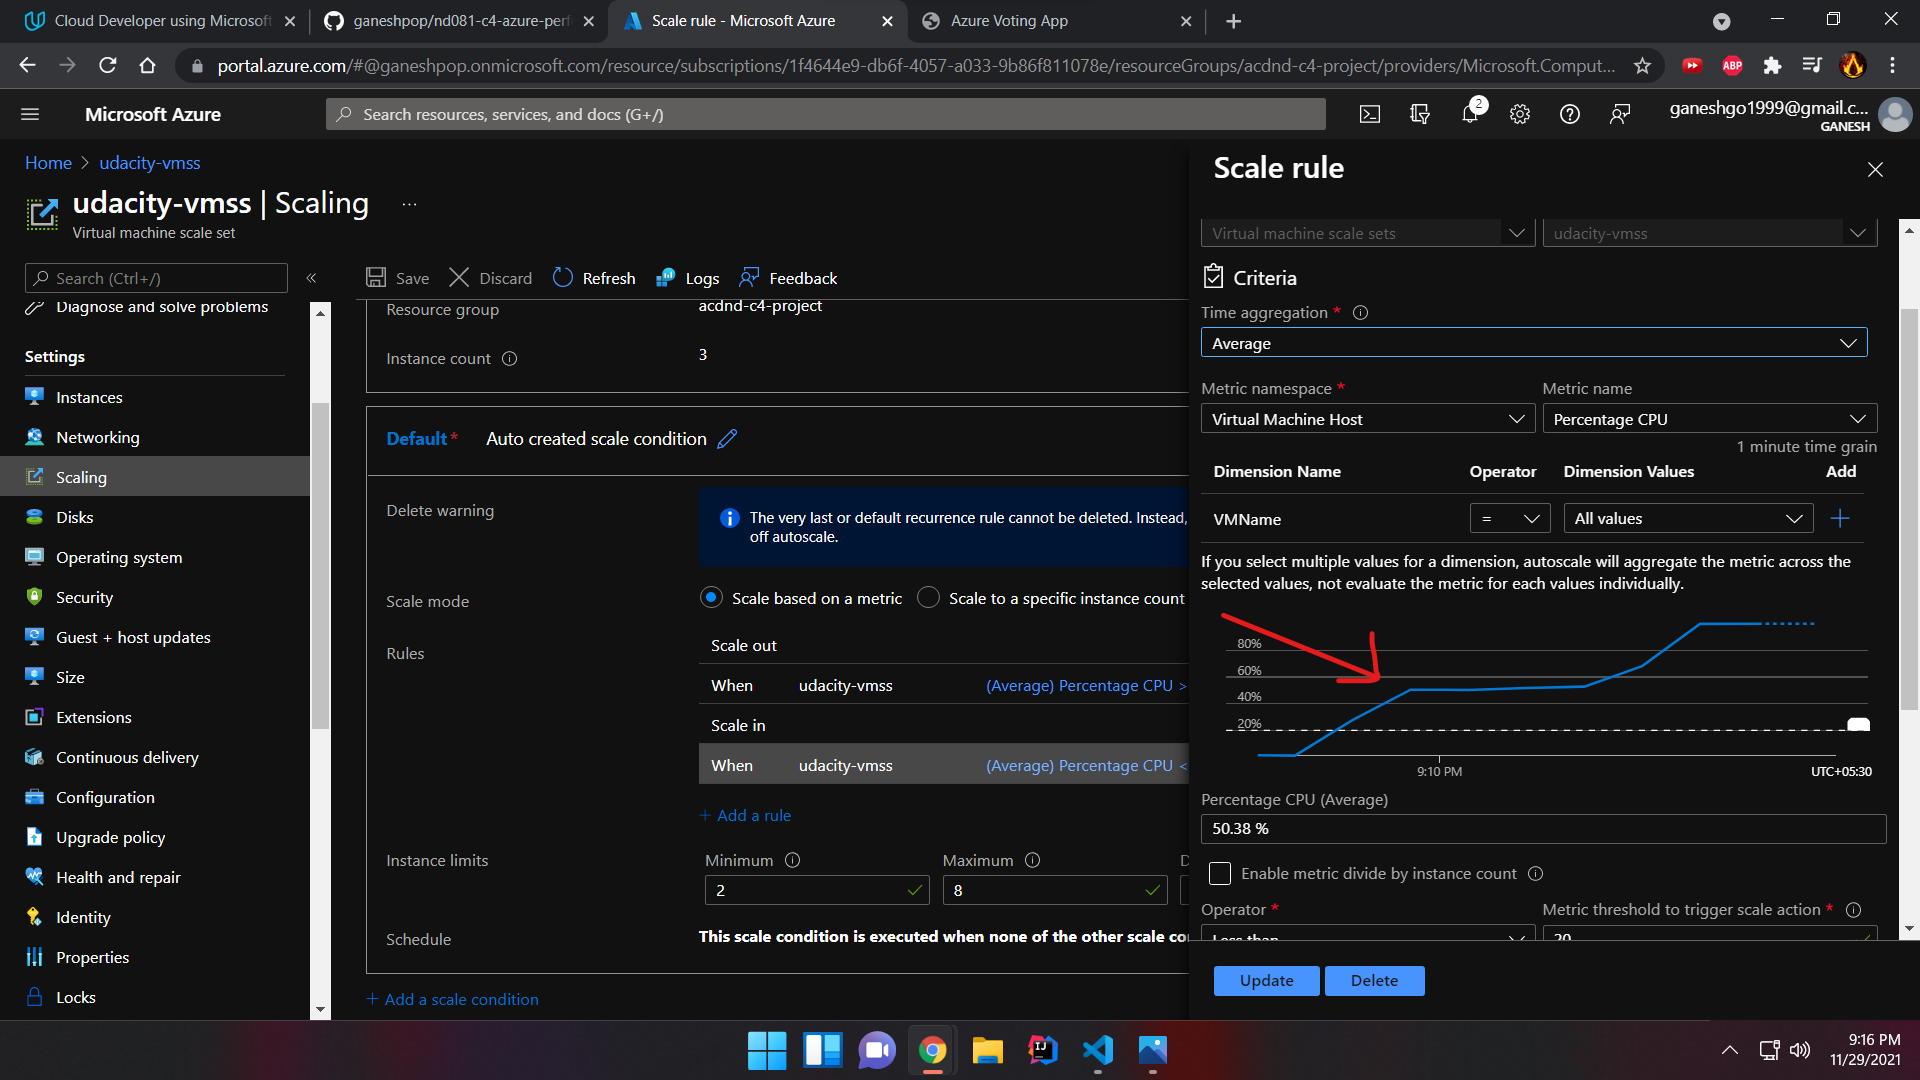 Cloud Developer using Microsoft
ganeshpop/nd081-c4-azure-perf
Scale rule - Microsoft Azure
Azure Voting App
portal.azure.com/#@ganeshpop.onmicrosoft.com/resource/subscriptions/1f4644e9-db6f-4057-a033-9b86f811078e/resourceGroups/acdnd-c4-project/providers/Microsoft.Comput...
ABP
Microsoft Azure
Search resources, services, and docs (G+/)
2
ganeshgo1999@gmail.c...
GANESH
Home > udacity-vmss
udacity-vmss | Scaling ...
Virtual machine scale set
Search (Ctrl+/)
«
Diagnose and solve problems
Settings
Instances
Networking
Scaling
Disks
Operating system
Security
Guest + host updates
Size
Extensions
Continuous delivery
Configuration
Upgrade policy
Health and repair
Identity
Properties
Locks
Save Discard Refresh Logs Feedback
Resource group acdnd-c4-project
Instance count 3
Default* Auto created scale condition
Delete warning
The very last or default recurrence rule cannot be deleted. Instead,
off autoscale.
Scale mode Scale based on a metric Scale to a specific instance count
Rules
Scale out
When udacity-vmss (Average) Percentage CPU >
Scale in
When udacity-vmss (Average) Percentage CPU <
+ Add a rule
Instance limits Minimum Maximum D
2 8
Schedule This scale condition is executed when none of the other scale co
+ Add a scale condition
Scale rule
Virtual machine scale sets udacity-vmss
Criteria
Time aggregation *
Average
Metric namespace * Metric name
Virtual Machine Host Percentage CPU
1 minute time grain
Dimension Name Operator Dimension Values Add
VMName = All values +
If you select multiple values for a dimension, autoscale will aggregate the metric across the
selected values, not evaluate the metric for each values individually.
80%
60%
40%
20%
9:10 PM UTC+05:30
Percentage CPU (Average)
50.38 %
Enable metric divide by instance count
Operator * Metric threshold to trigger scale action *
Less than 20
Update Delete
IJ
9:16 PM
11/29/2021